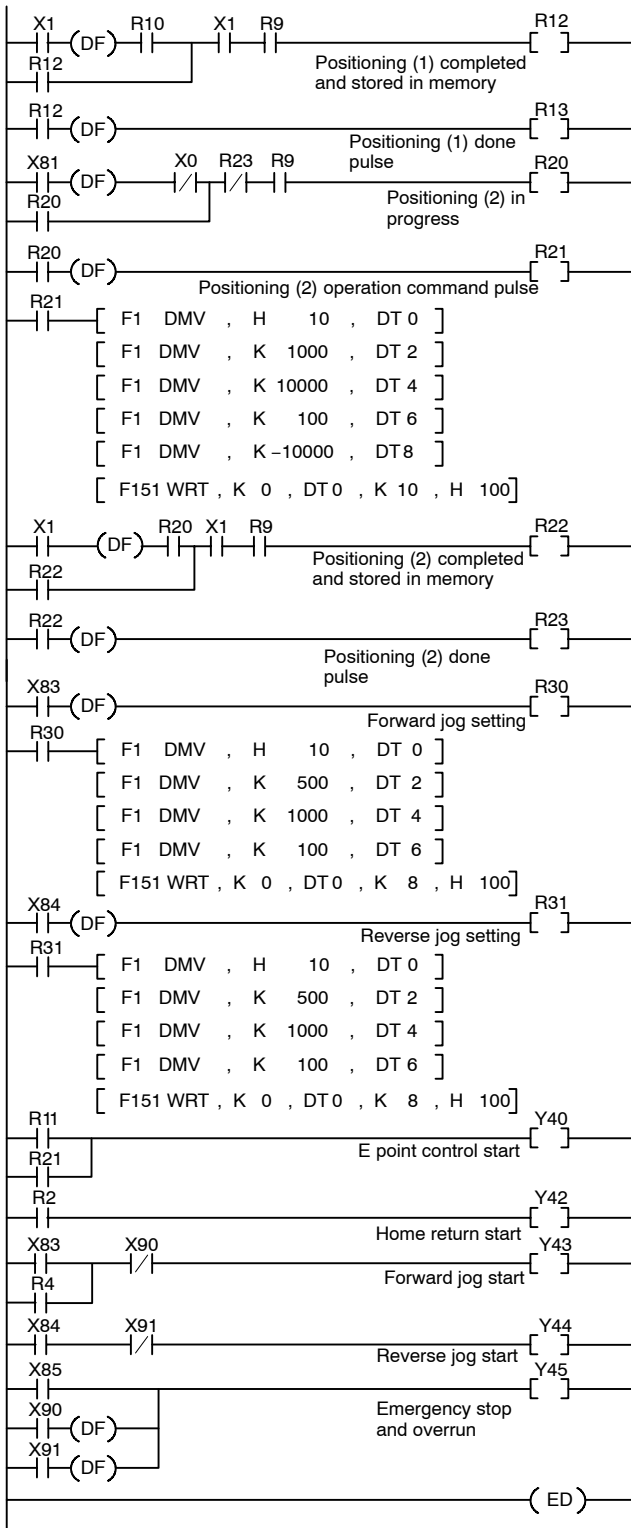 X1 R10 X1 R9 R12
(DF)
R12
Positioning (1) completed
and stored in memory
R12 R13
(DF)
Positioning (1) done
pulse
X81 X0 R23 R9 R20
(DF)
R20
Positioning (2) in
progress
R20 R21
(DF)
Positioning (2) operation command pulse
R21
[ F1 DMV , H 10 , DT 0 ]
[ F1 DMV , K 1000 , DT 2 ]
[ F1 DMV , K 10000 , DT 4 ]
[ F1 DMV , K 100 , DT 6 ]
[ F1 DMV , K −10000 , DT8 ]
[ F151 WRT , K 0 , DT0 , K 10 , H 100]
X1 R20 X1 R9 R22
(DF)
R22
Positioning (2) completed
and stored in memory
R22 R23
(DF)
Positioning (2) done
pulse
X83 R30
(DF)
Forward jog setting
R30
[ F1 DMV , H 10 , DT 0 ]
[ F1 DMV , K 500 , DT 2 ]
[ F1 DMV , K 1000 , DT 4 ]
[ F1 DMV , K 100 , DT 6 ]
[ F151 WRT , K 0 , DT0 , K 8 , H 100]
X84 R31
(DF)
Reverse jog setting
R31
[ F1 DMV , H 10 , DT 0 ]
[ F1 DMV , K 500 , DT 2 ]
[ F1 DMV , K 1000 , DT 4 ]
[ F1 DMV , K 100 , DT 6 ]
[ F151 WRT , K 0 , DT0 , K 8 , H 100]
R11 Y40
R21
E point control start
R2 Y42
Home return start
X83 X90 Y43
Forward jog start
R4
X84 X91 Y44
Reverse jog start
X85 Y45
X90
(DF)
Emergency stop
and overrun
X91
(DF)
(ED)